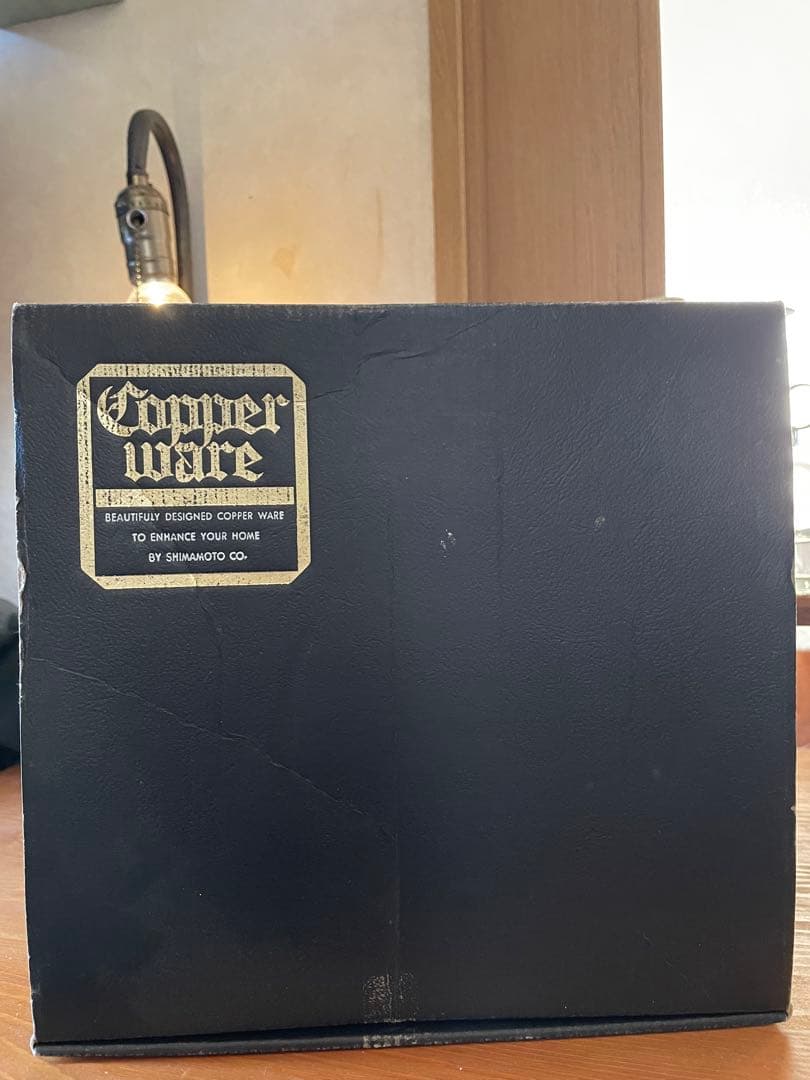 Copper
ware
BEAUTIFULY DESIGNED COPPER WARE
TO ENHANCE YOUR HOME
BY SHIMAMOTO CO.